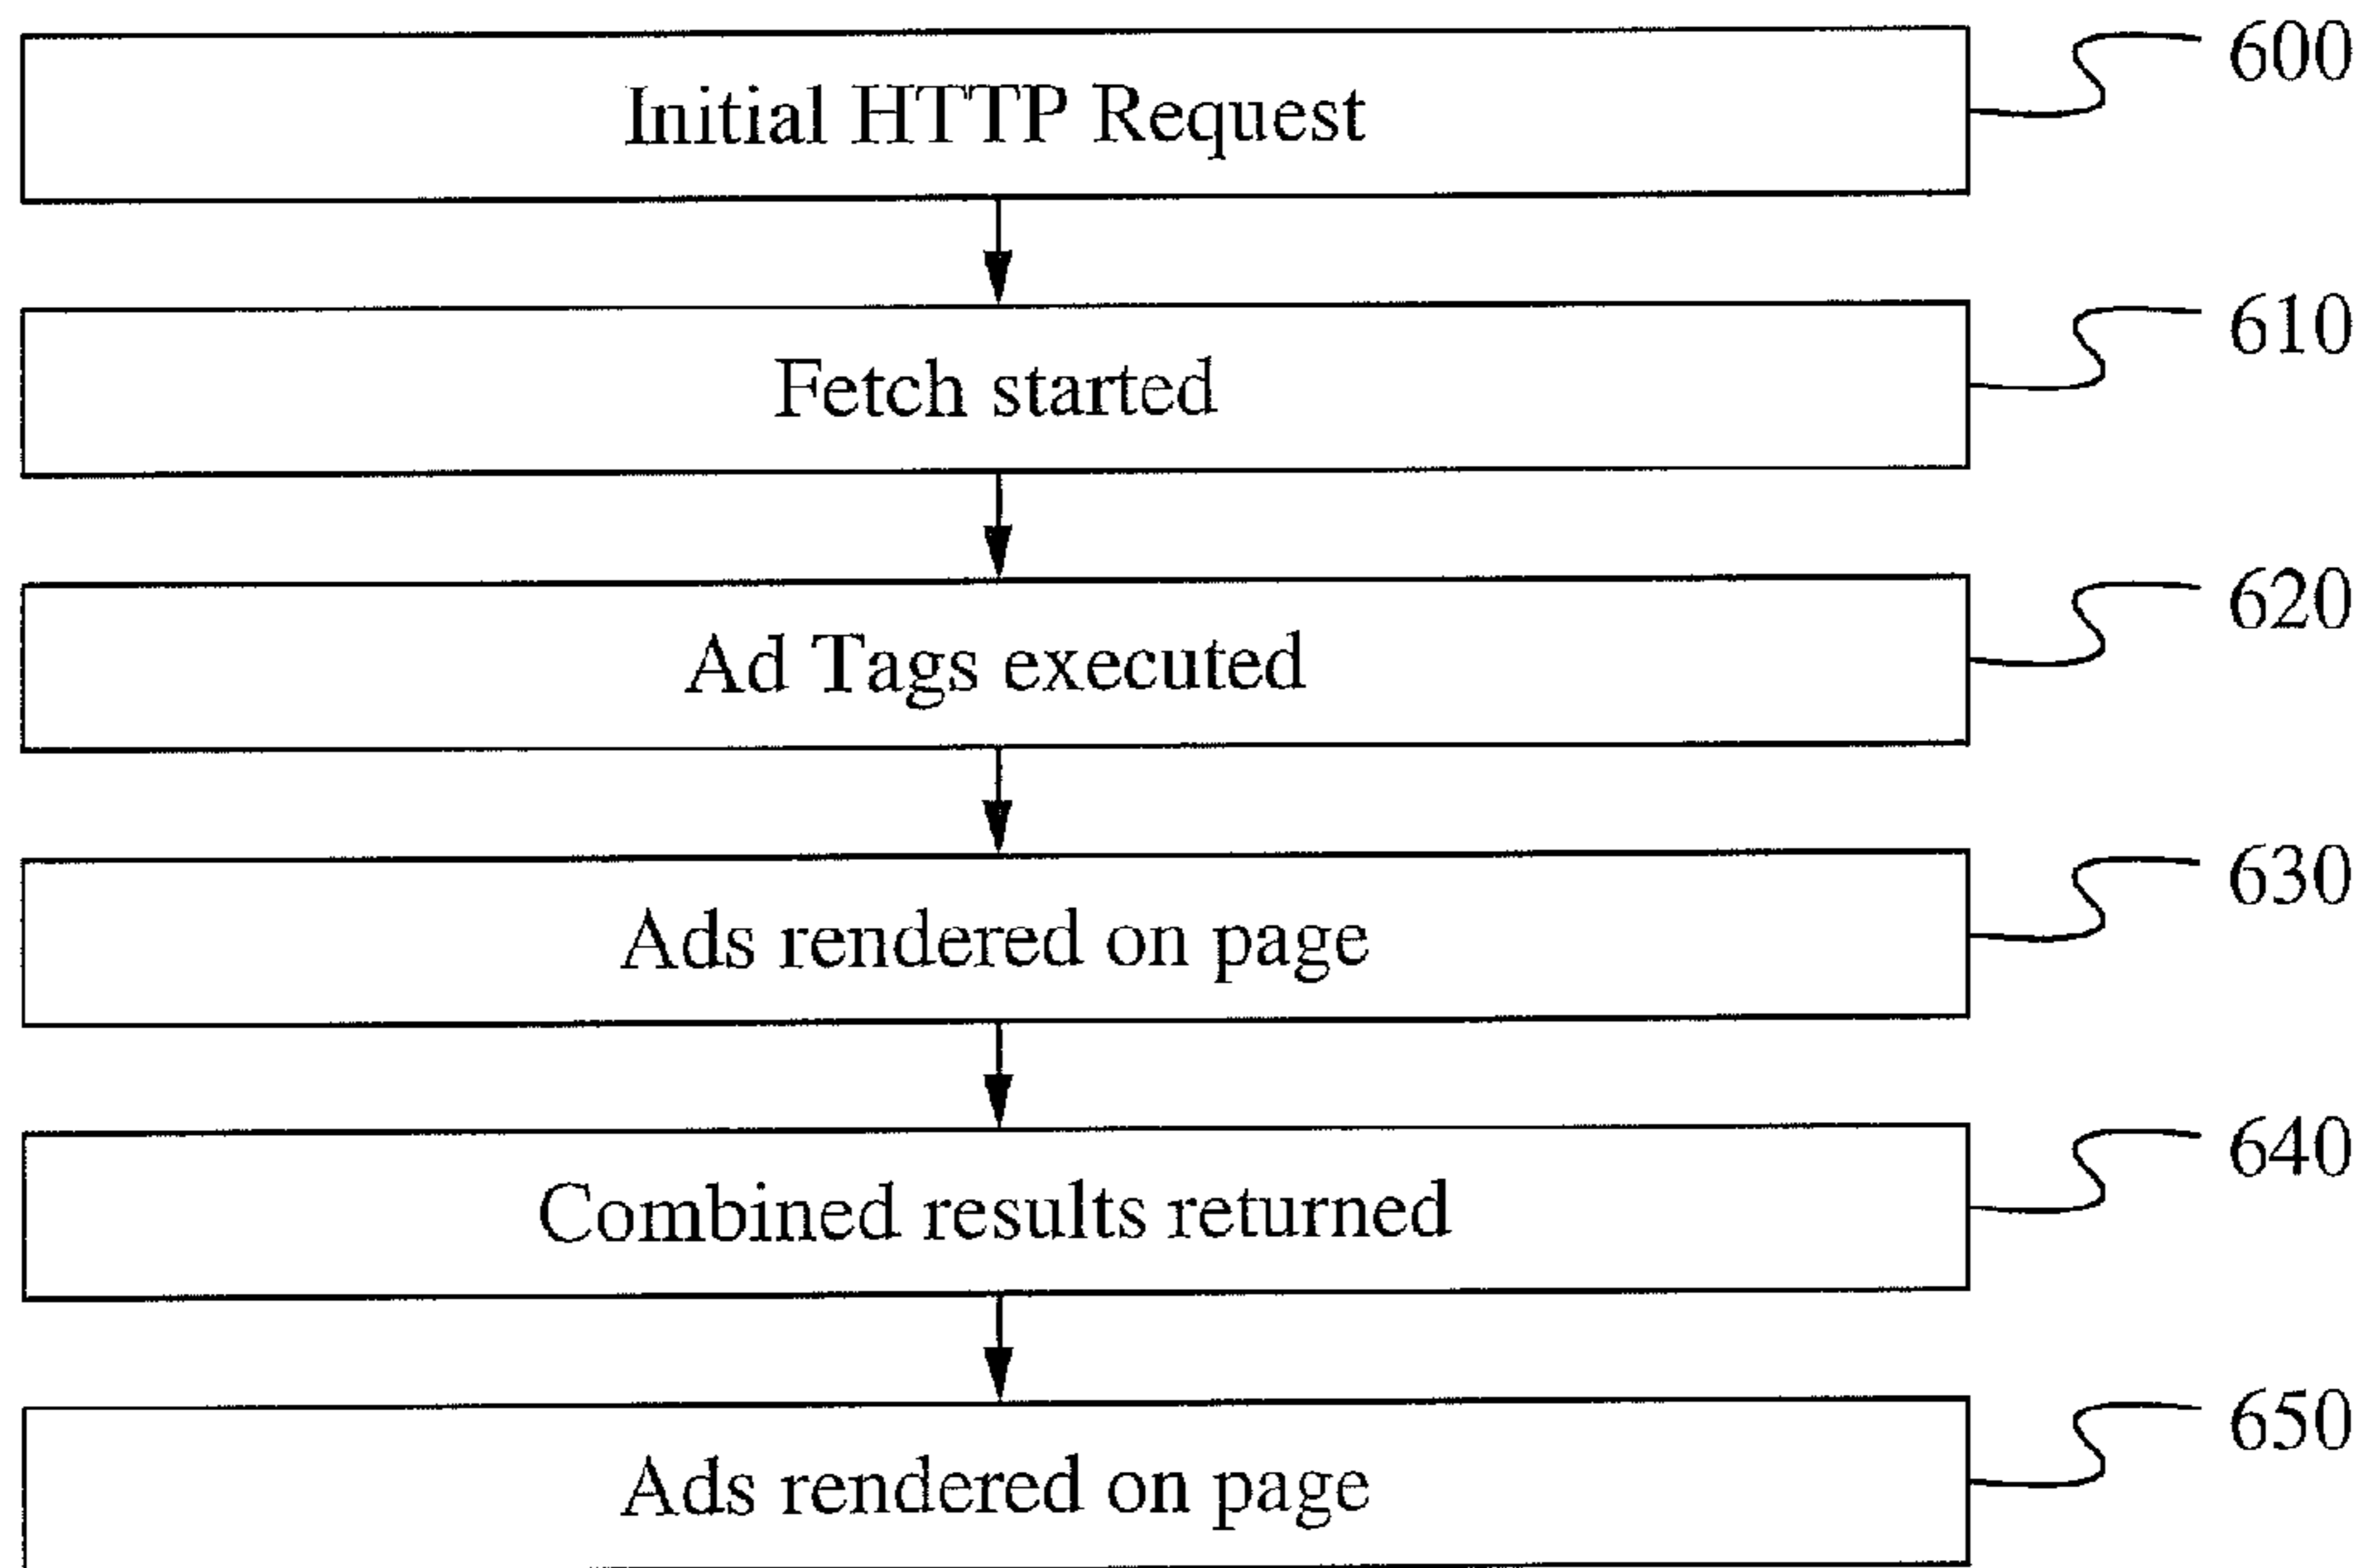 Initial HTTP Request
600
Fetch started
610
Ad Tags executed
620
Ads rendered on page
630
Combined results returned
640
Ads rendered on page
650